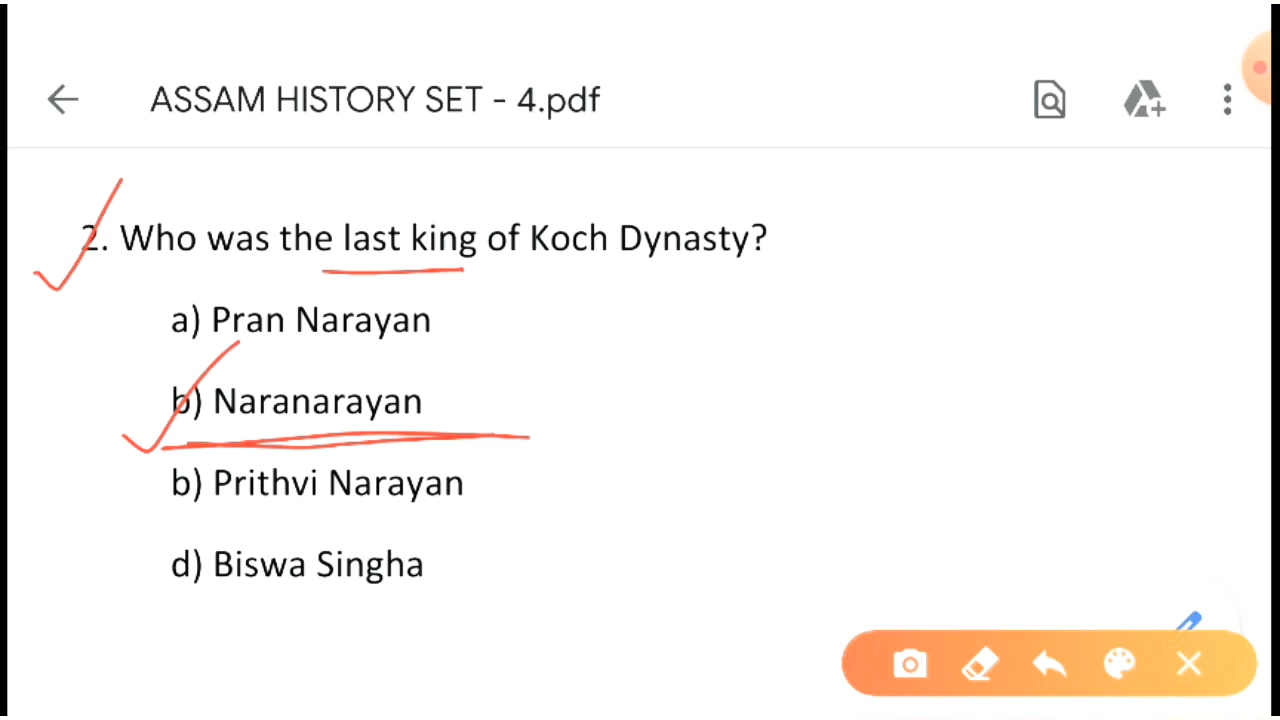 ASSAM HISTORY SET - 4.pdf
2. Who was the last king of Koch Dynasty?
a) Pran Narayan
b) Naranarayan
b) Prithvi Narayan
d) Biswa Singha